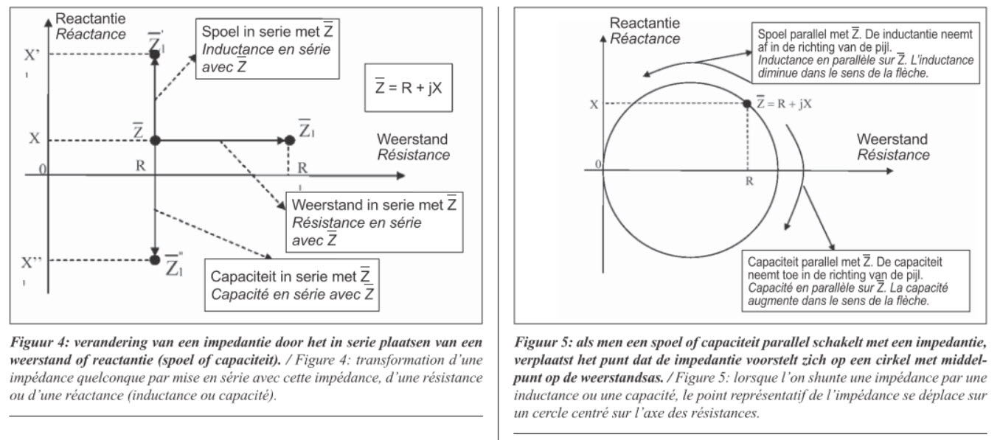 Reactantie
Réactance
X'
ı
Z̅₁'
Spoel in serie met Z̅
Inductance en série
avec Z̅
Z̅ = R + jX
X
Z̅
Z̅₁
Weerstand
Résistance
0
R
R
ı
Weerstand in serie met Z̅
Résistance en série
avec Z̅
X''
ı
Z̅₁"
Capaciteit in serie met Z̅
Capacité en série avec Z̅
Figuur 4: verandering van een impedantie door het in serie plaatsen van een
weerstand of reactantie (spoel of capaciteit). / Figure 4: transformation d'une
impédance quelconque par mise en série avec cette impédance, d'une résistance
ou d'une réactance (inductance ou capacité).
Reactantie
Réactance
Spoel parallel met Z̅. De inductantie neemt
af in de richting van de pijl.
Inductance en parallèle sur Z̅. L'inductance
diminue dans le sens de la flèche.
X
Z̅ = R + jX
Weerstand
Résistance
0
R
Capaciteit parallel met Z̅. De capaciteit
neemt toe in de richting van de pijl.
Capacité en parallèle sur Z̅. La capacité
augmente dans le sens de la flèche.
Figuur 5: als men een spoel of capaciteit parallel schakelt met een impedantie,
verplaatst het punt dat de impedantie voorstelt zich op een cirkel met middel-
punt op de weerstandsas. / Figure 5: lorsque l'on shunte une impédance par une
inductance ou une capacité, le point représentatif de l'impédance se déplace sur
un cercle centré sur l'axe des résistances.